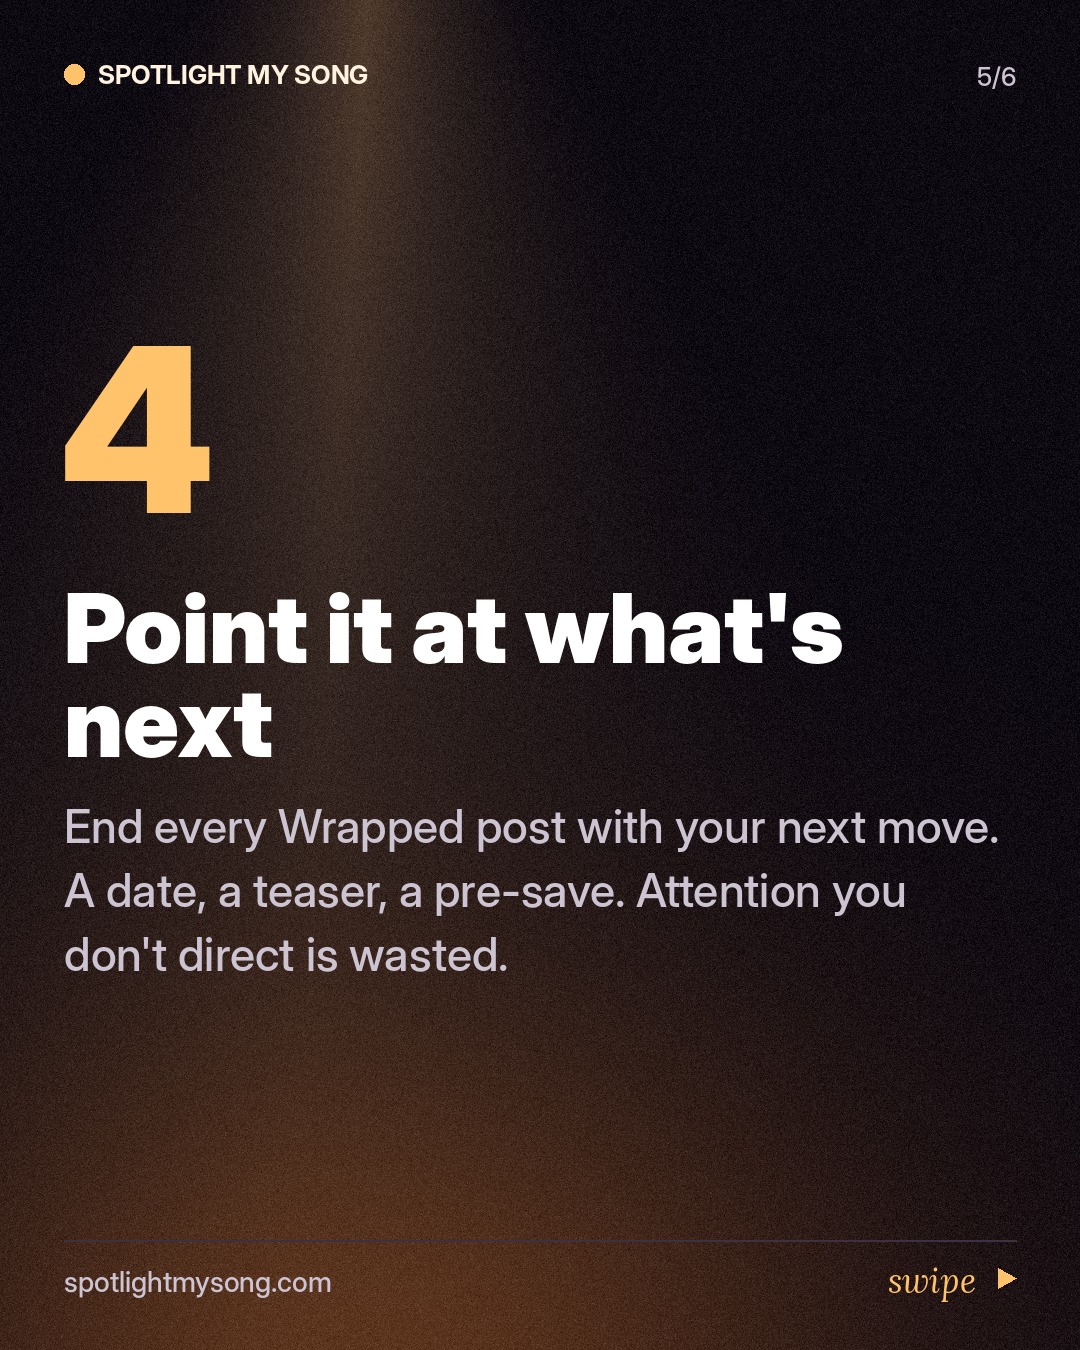 SPOTLIGHT MY SONG
5/6
4
Point it at what's
next
End every Wrapped post with your next move.
A date, a teaser, a pre-save. Attention you
don't direct is wasted.
spotlightmysong.com
swipe